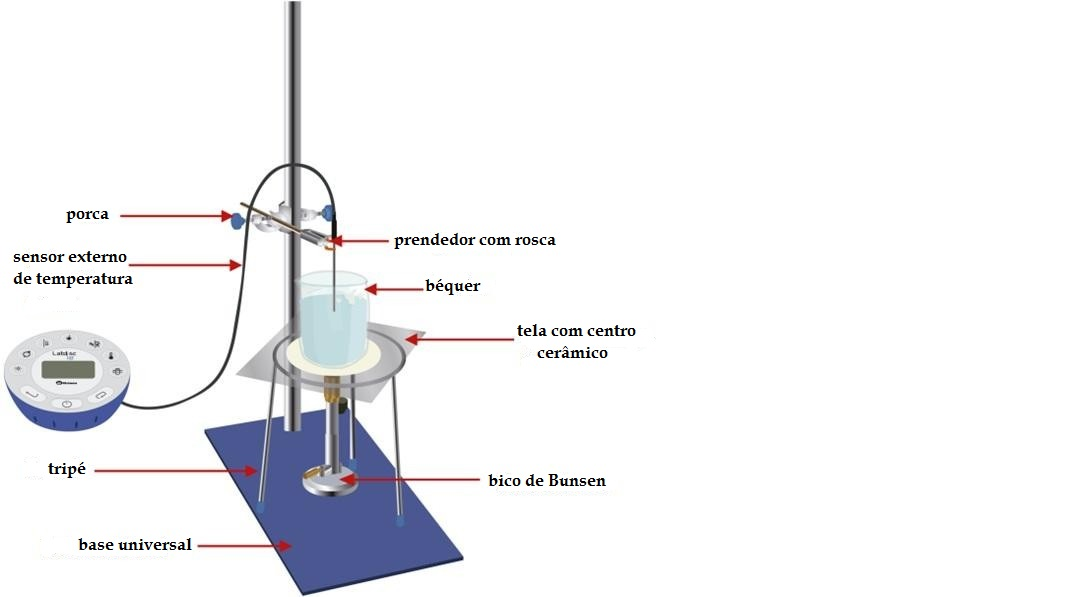 porca
prendedor com rosca
sensor externo
de temperatura
béquer
tela com centro
cerâmico
Labdisc
tripé
bico de Bunsen
base universal